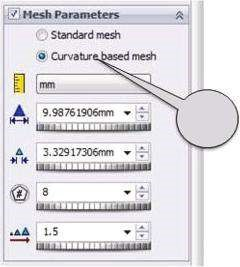 Mesh Parameters
Standard mesh
Curvature based mesh
mm
9.98761906mm
3.32917306mm
#
8
1.5